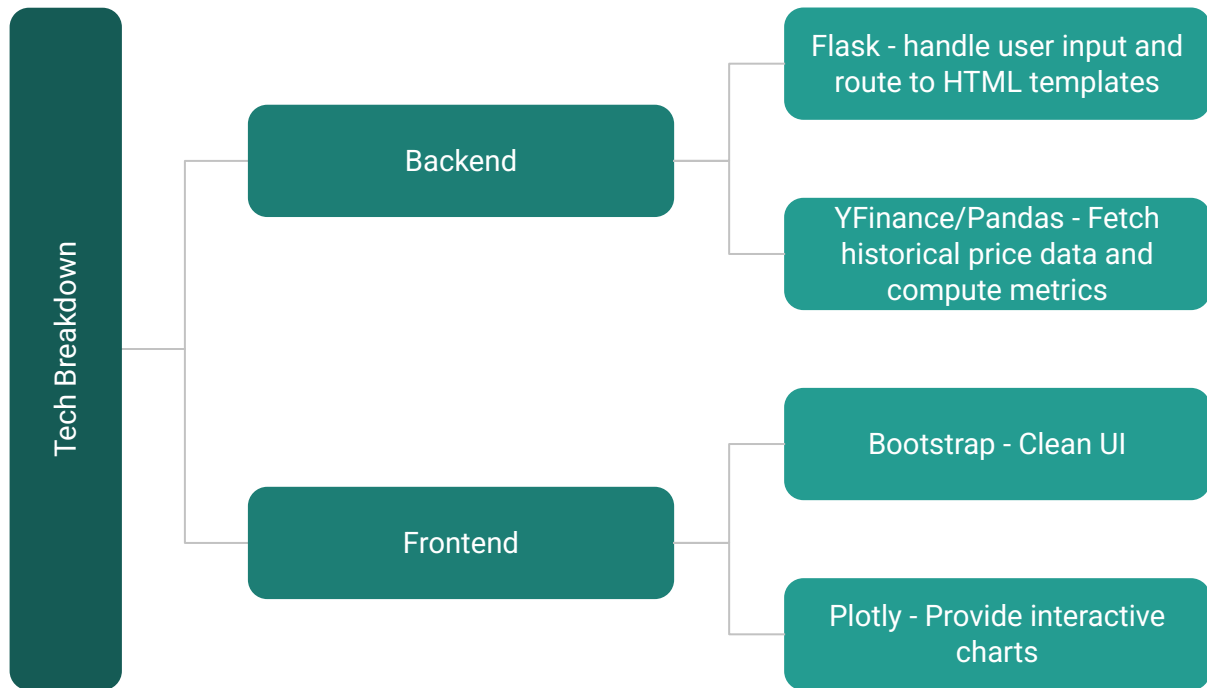 Tech Breakdown
Backend
Flask - handle user input and
route to HTML templates
YFinance/Pandas - Fetch
historical price data and
compute metrics
Frontend
Bootstrap - Clean UI
Plotly - Provide interactive
charts